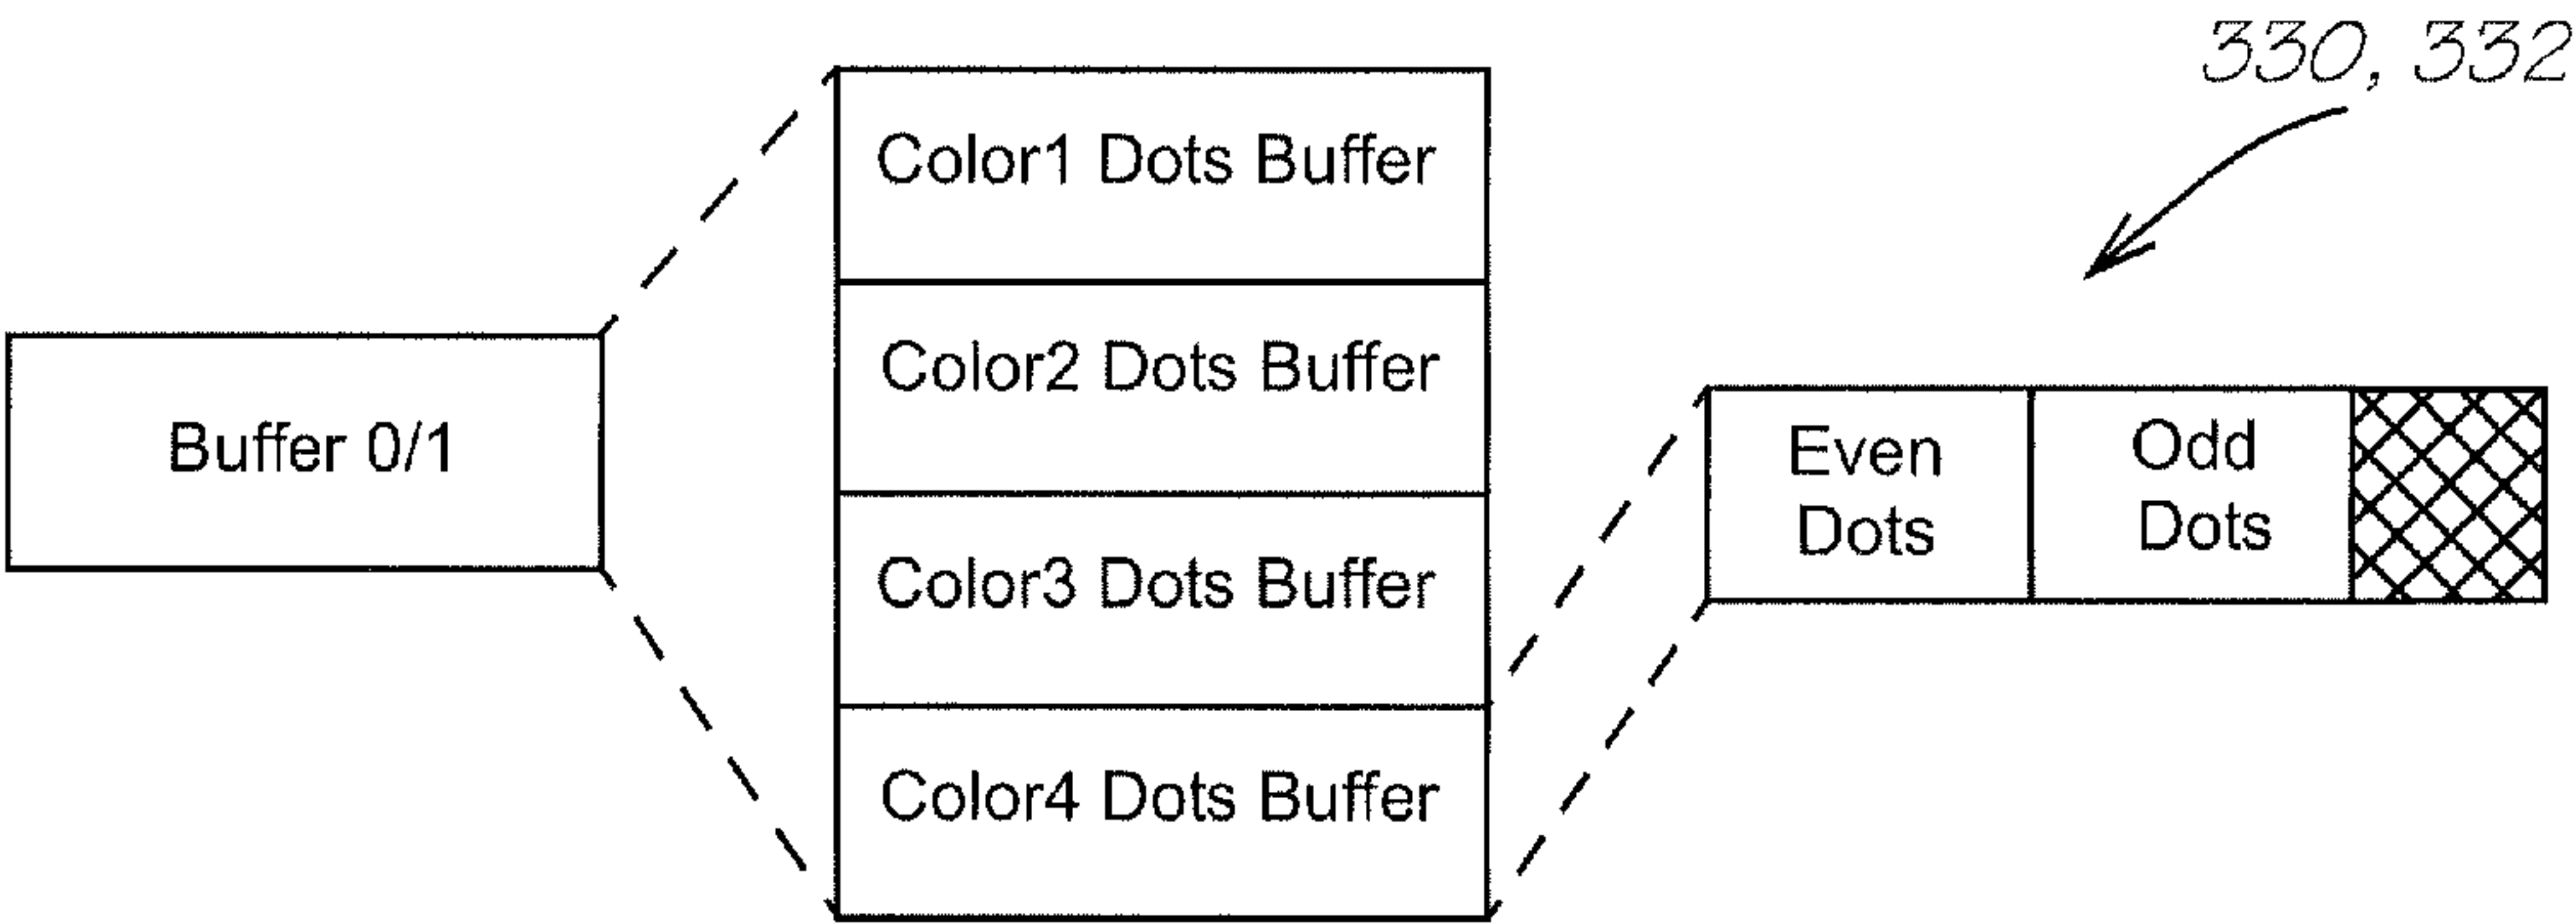 330, 332
Color1 Dots Buffer
Color2 Dots Buffer
Buffer 0/1
Even
Dots
Odd
Dots
Color3 Dots Buffer
Color4 Dots Buffer